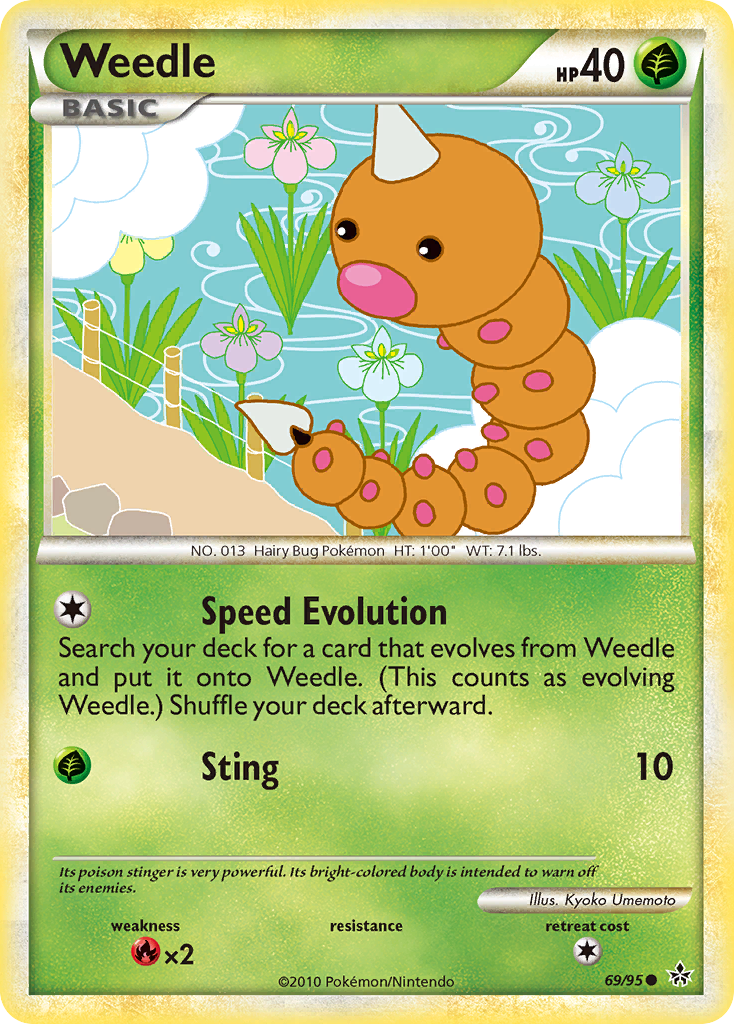 Weedle
HP 40
BASIC
NO. 013 Hairy Bug Pokémon HT: 1'00" WT: 7.1 lbs.
Speed Evolution
Search your deck for a card that evolves from Weedle
and put it onto Weedle. (This counts as evolving
Weedle.) Shuffle your deck afterward.
Sting 10
Its poison stinger is very powerful. Its bright-colored body is intended to warn off
its enemies.
Illus. Kyoko Umemoto
weakness resistance retreat cost
×2
©2010 Pokémon/Nintendo
69/95